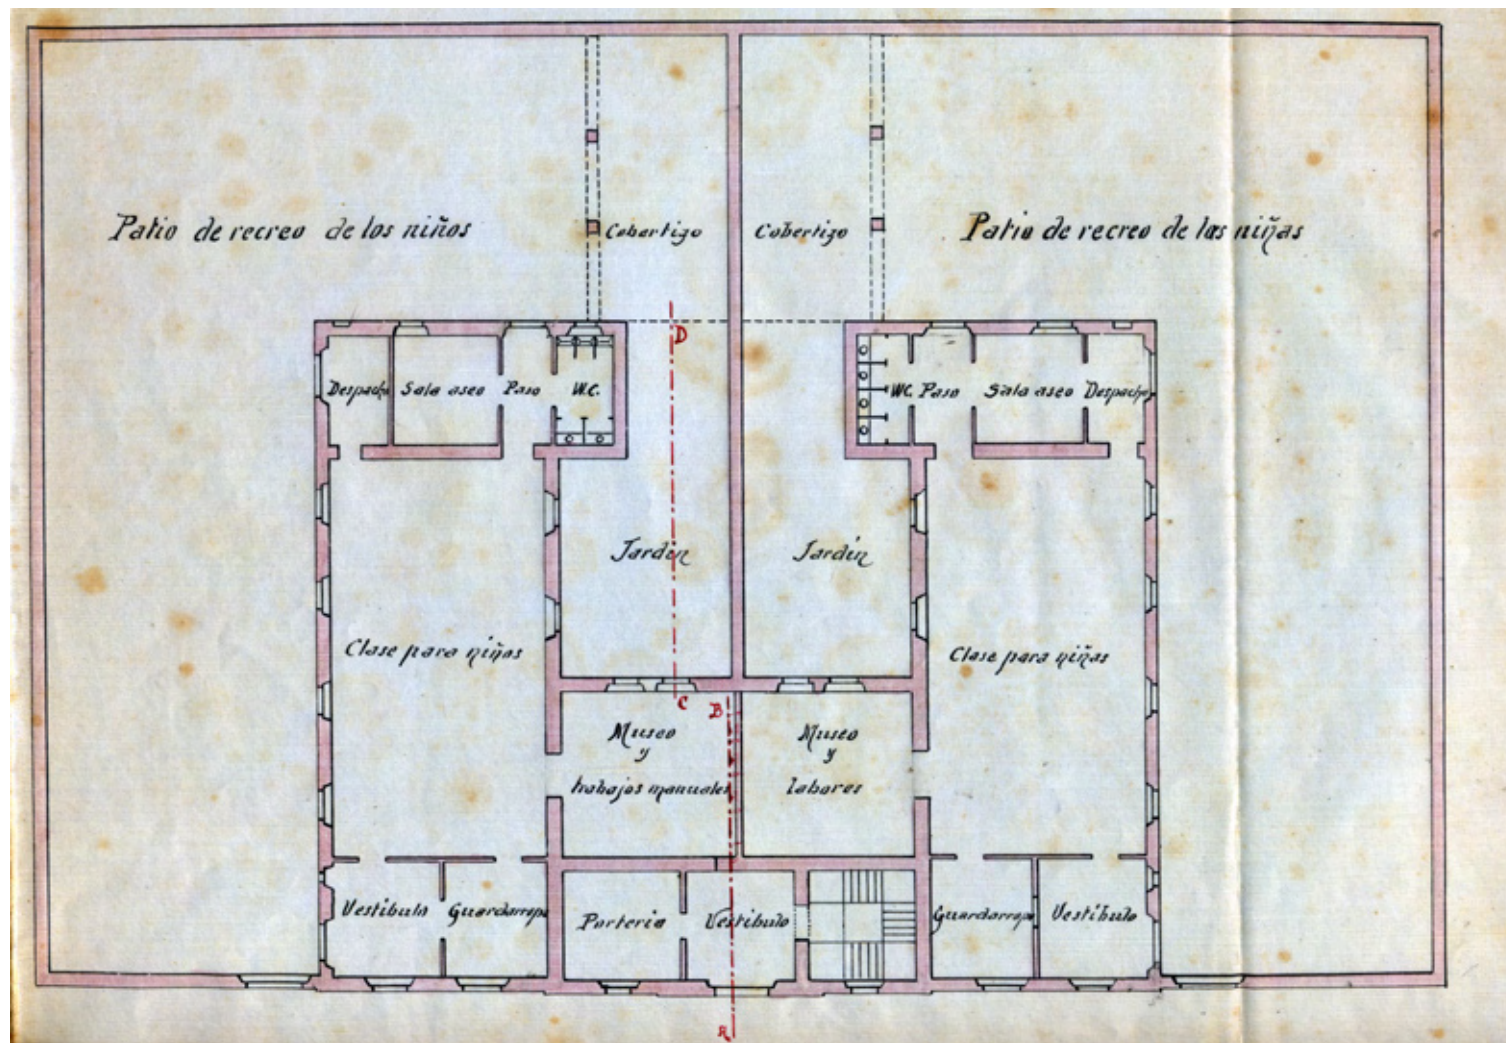 Patio de recreo de los niños
Cobertizo
Cobertizo
Patio de recreo de las niñas
D
Despacho
Sala aseo
Paso
W.C.
W.C.
Paso
Sala aseo
Despacho
Jardín
Jardín
Clase para niños
Clase para niñas
C
B
Museo
y
trabajos manuales
Museo
y
labores
Vestíbulo
Guardarropa
Portería
Vestíbulo
Guardarropa
Vestíbulo
A